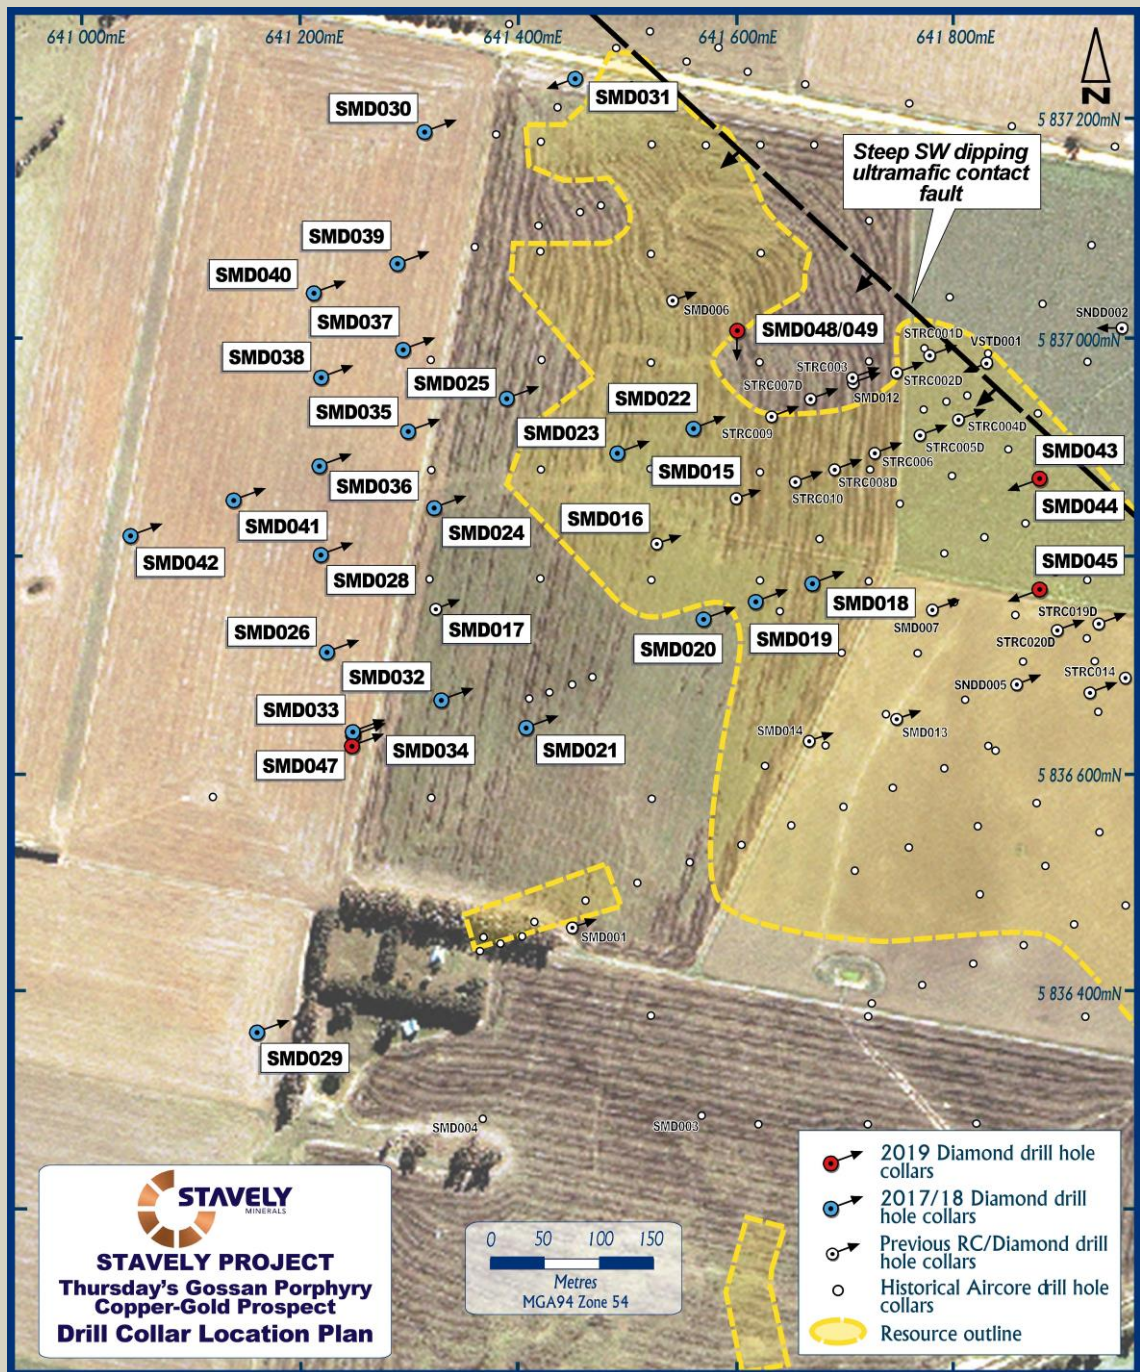 641 000mE
641 200mE
641 400mE
641 600mE
641 800mE
N
5 837 200mN
SMD031
SMD030
Steep SW dipping
ultramafic contact
fault
SMD039
SMD040
SMD006
SNDD002
SMD037
SMD048/049
STRC001D
VSTD001
5 837 000mN
SMD038
STRC003
STRC002D
SMD025
STRC007D
SMD012
SMD022
SMD035
STRC009
STRC004D
SMD023
STRC005D
SMD043
SMD015
STRC006
SMD036
STRC008D
STRC010
SMD044
SMD041
SMD024
SMD016
SMD042
SMD045
SMD028
SMD018
STRC019D
SMD017
SMD007
SMD026
SMD019
STRC020D
SMD020
SMD032
STRC014
SNDD005
SMD033
SMD034
SMD021
SMD014
SMD013
SMD047
5 836 600mN
SMD001
5 836 400mN
SMD029
SMD004
SMD003
2019 Diamond drill hole
collars
2017/18 Diamond drill
hole collars
Previous RC/Diamond drill
hole collars
Historical Aircore drill hole
collars
Resource outline
STAVELY
MINERALS
STAVELY PROJECT
Thursday's Gossan Porphyry
Copper-Gold Prospect
Drill Collar Location Plan
0 50 100 150
Metres
MGA94 Zone 54